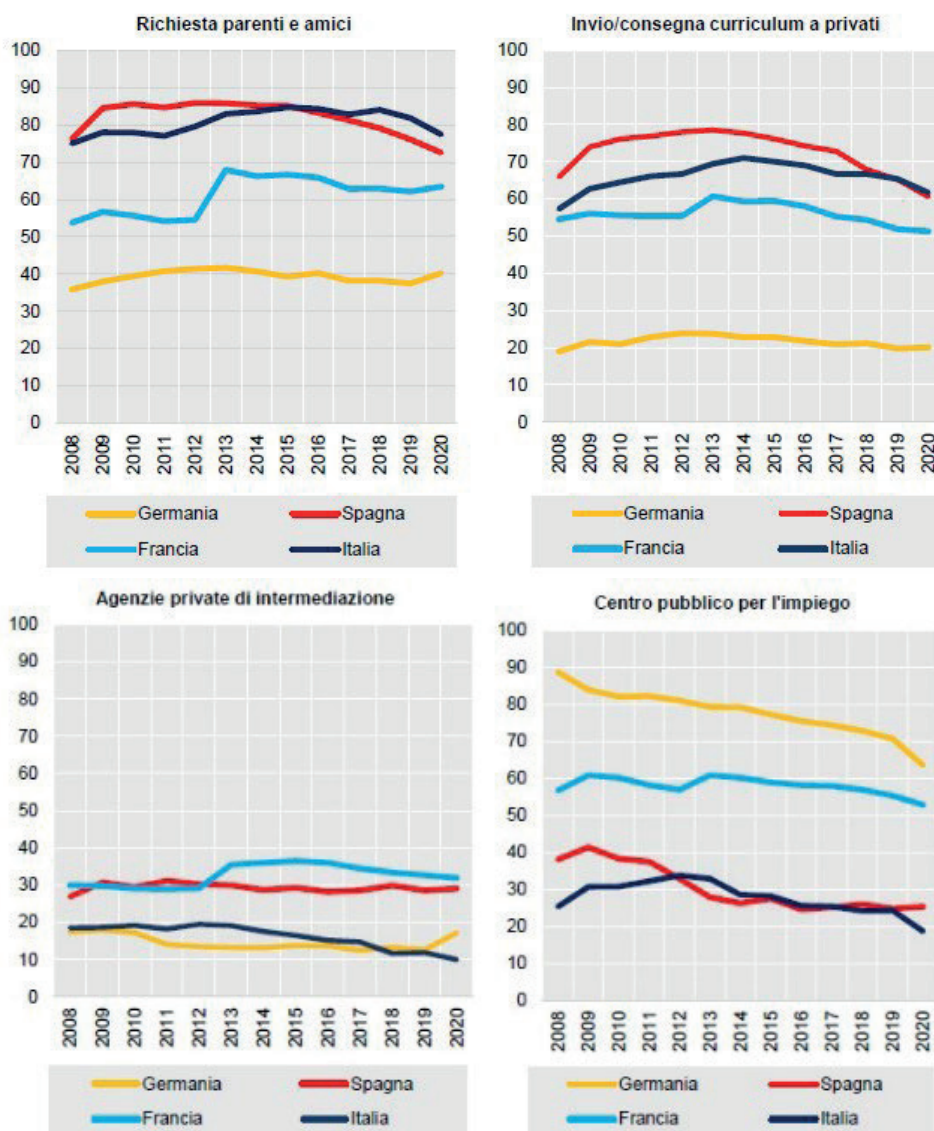 Richiesta parenti e amici
100
90
80
70
60
50
40
30
20
10
0
2008 2009 2010 2011 2012 2013 2014 2015 2016 2017 2018 2019 2020
Germania Spagna
Francia Italia
Invio/consegna curriculum a privati
100
90
80
70
60
50
40
30
20
10
0
2008 2009 2010 2011 2012 2013 2014 2015 2016 2017 2018 2019 2020
Germania Spagna
Francia Italia
Agenzie private di intermediazione
100
90
80
70
60
50
40
30
20
10
0
2008 2009 2010 2011 2012 2013 2014 2015 2016 2017 2018 2019 2020
Germania Spagna
Francia Italia
Centro pubblico per l'impiego
100
90
80
70
60
50
40
30
20
10
0
2008 2009 2010 2011 2012 2013 2014 2015 2016 2017 2018 2019 2020
Germania Spagna
Francia Italia